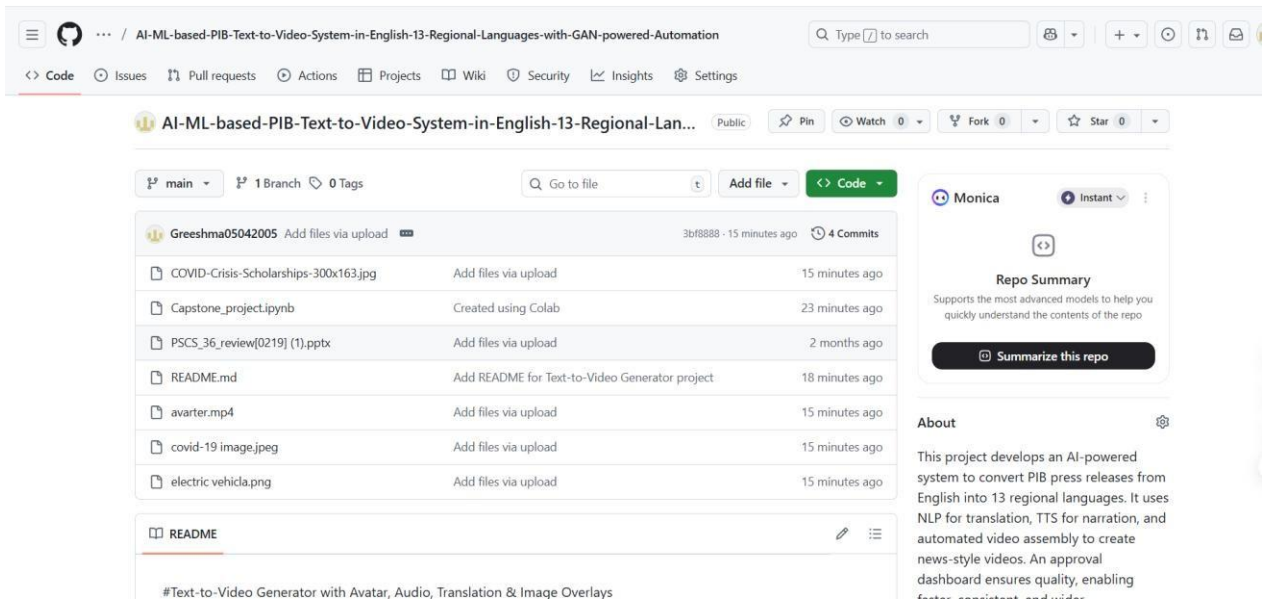 ... / AI-ML-based-PIB-Text-to-Video-System-in-English-13-Regional-Languages-with-GAN-powered-Automation
Type / to search
Code Issues Pull requests Actions Projects Wiki Security Insights Settings
AI-ML-based-PIB-Text-to-Video-System-in-English-13-Regional-Lan... Public Pin Watch 0 Fork 0 Star 0
main 1 Branch 0 Tags Go to file t Add file Code
Greeshma05042005 Add files via upload ... 3bf8888 · 15 minutes ago 4 Commits
COVID-Crisis-Scholarships-300x163.jpg Add files via upload 15 minutes ago
Capstone_project.ipynb Created using Colab 23 minutes ago
PSCS_36_review[0219] (1).pptx Add files via upload 2 months ago
README.md Add README for Text-to-Video Generator project 18 minutes ago
avarter.mp4 Add files via upload 15 minutes ago
covid-19 image.jpeg Add files via upload 15 minutes ago
electric vehicla.png Add files via upload 15 minutes ago
README
#Text-to-Video Generator with Avatar, Audio, Translation & Image Overlays
Monica Instant
Repo Summary
Supports the most advanced models to help you
quickly understand the contents of the repo
Summarize this repo
About
This project develops an AI-powered
system to convert PIB press releases from
English into 13 regional languages. It uses
NLP for translation, TTS for narration, and
automated video assembly to create
news-style videos. An approval
dashboard ensures quality, enabling
faster, consistent, and wider